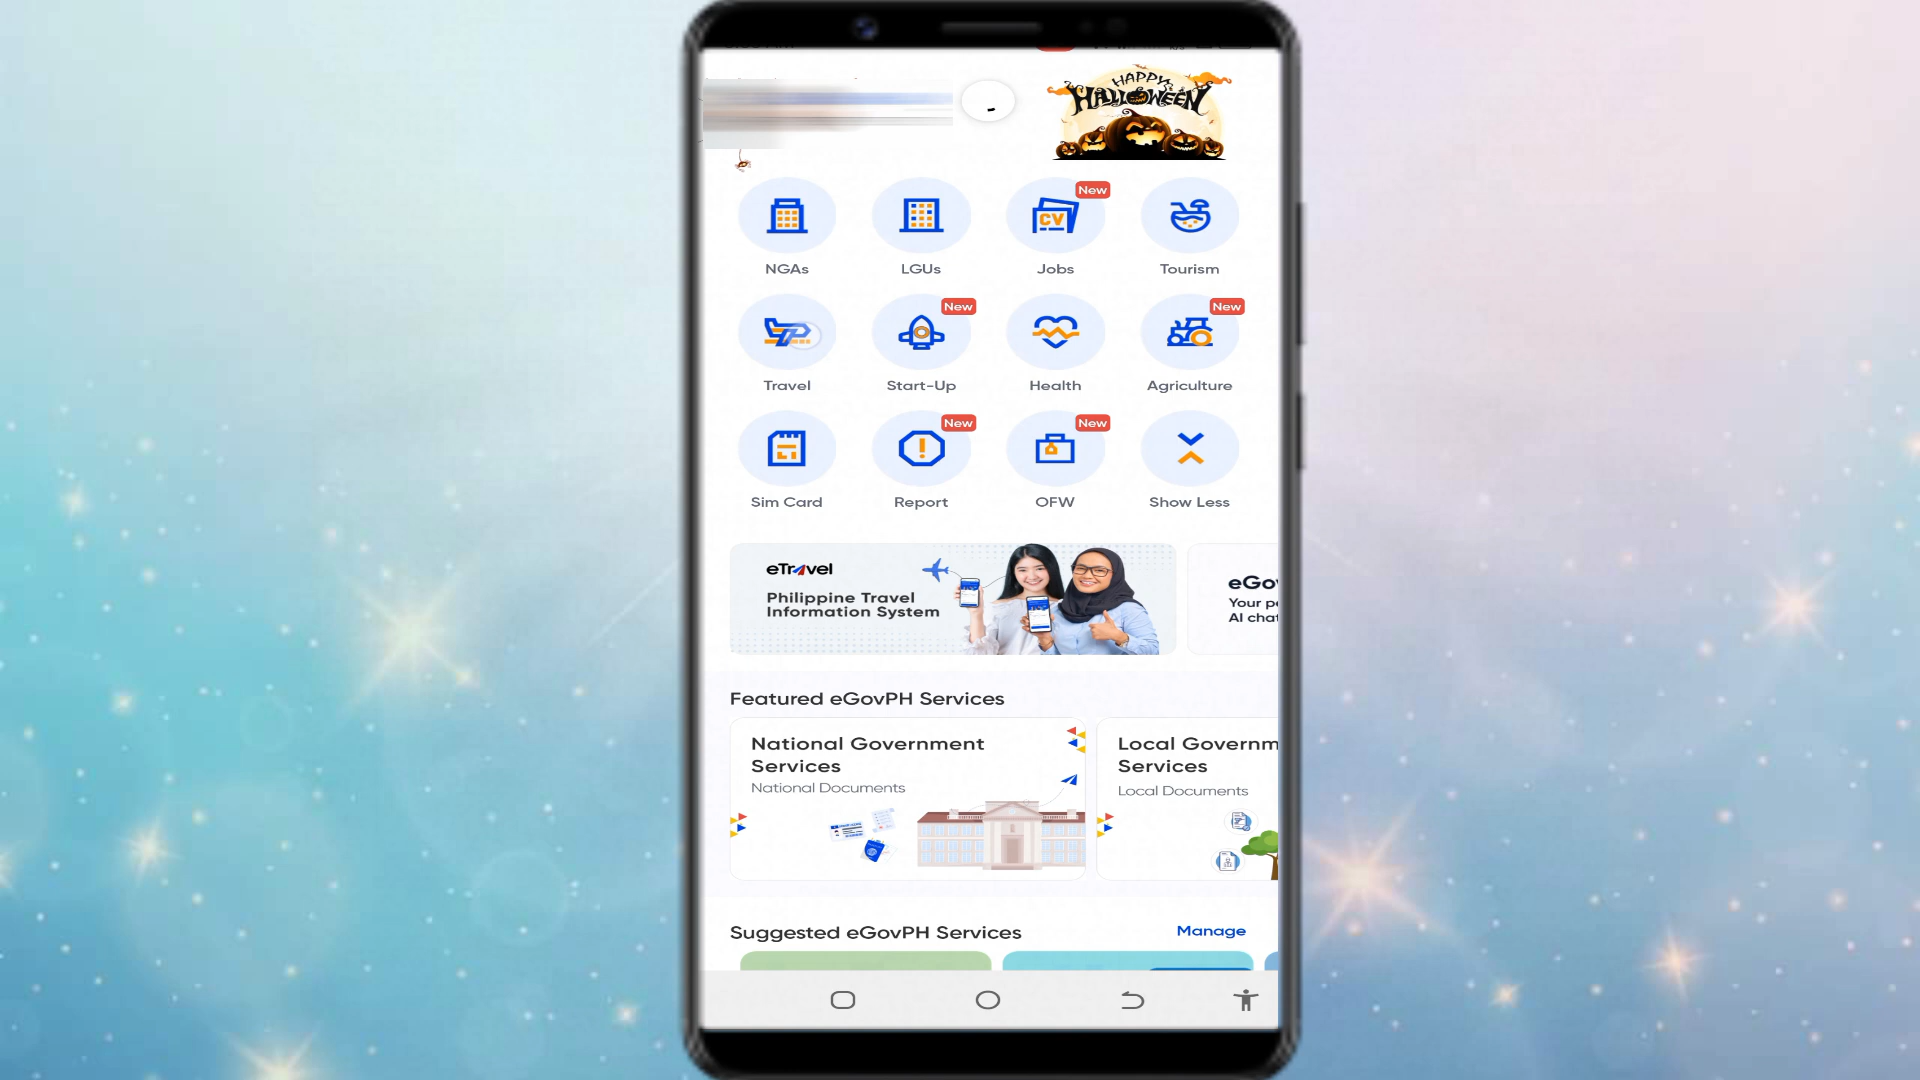 HAPPY
HALLOWEEN
New
CV
NGAs
LGUs
Jobs
Tourism
New
New
Travel
Start-Up
Health
Agriculture
New
New
Sim Card
Report
OFW
Show Less
eTravel
Philippine Travel
Information System
eGov
Your pe
AI chat
Featured eGovPH Services
National Government
Services
National Documents
Local Governm
Services
Local Documents
Suggested eGovPH Services
Manage